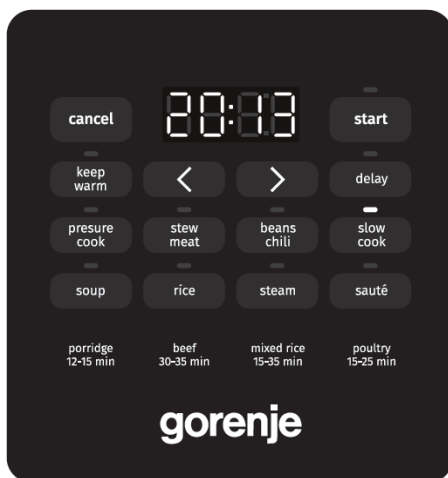 cancel 20:13 start
keep warm < > delay
presure cook stew meat beans chili slow cook
soup rice steam sauté
porridge beef mixed rice poultry
12-15 min 30-35 min 15-35 min 15-25 min
gorenje